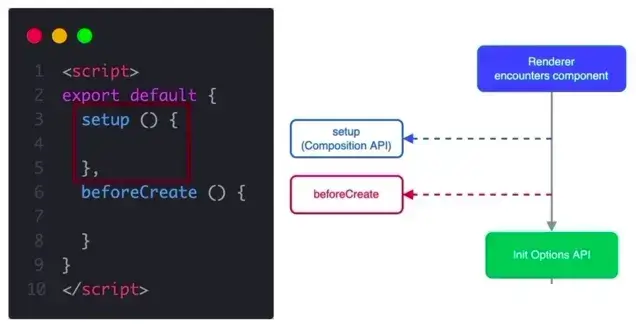 1 <script>
2 export default {
3 setup () {
4
5 },
6 beforeCreate () {
7
8 }
9 }
10 </script>
Renderer
encounters component
setup
(Composition API)
beforeCreate
Init Options API